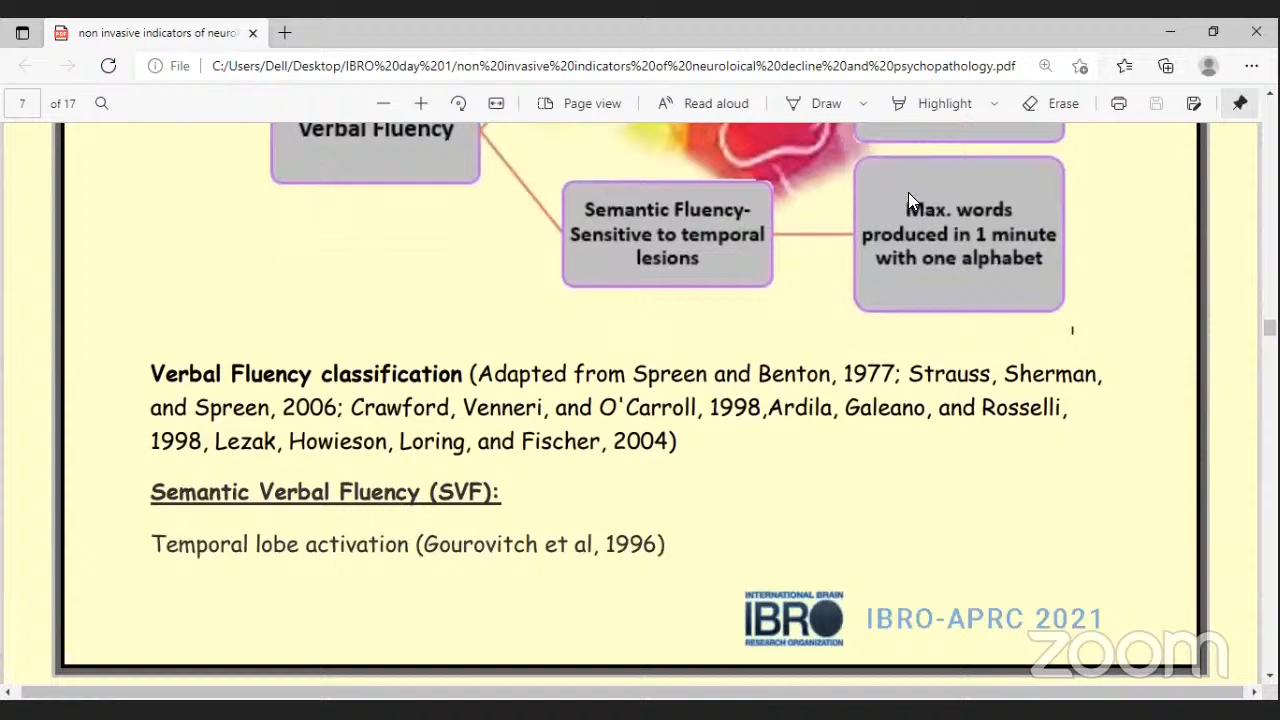 non invasive indicators of neurol
File
C:/Users/Dell/Desktop/IBRO%20day%201/non%20invasive%20indicators%20of%20neuroloical%20decline%20and%20psychopathology.pdf
7 of 17
Page view
Read aloud
Draw
Highlight
Erase
Verbal Fluency
Semantic Fluency-
Sensitive to temporal
lesions
Max. words
produced in 1 minute
with one alphabet
Verbal Fluency classification (Adapted from Spreen and Benton, 1977; Strauss, Sherman,
and Spreen, 2006; Crawford, Venneri, and O'Carroll, 1998,Ardila, Galeano, and Rosselli,
1998, Lezak, Howieson, Loring, and Fischer, 2004)
Semantic Verbal Fluency (SVF):
Temporal lobe activation (Gourovitch et al, 1996)
INTERNATIONAL BRAIN
IBRO
RESEARCH ORGANIZATION
IBRO-APRC 2021
zoom